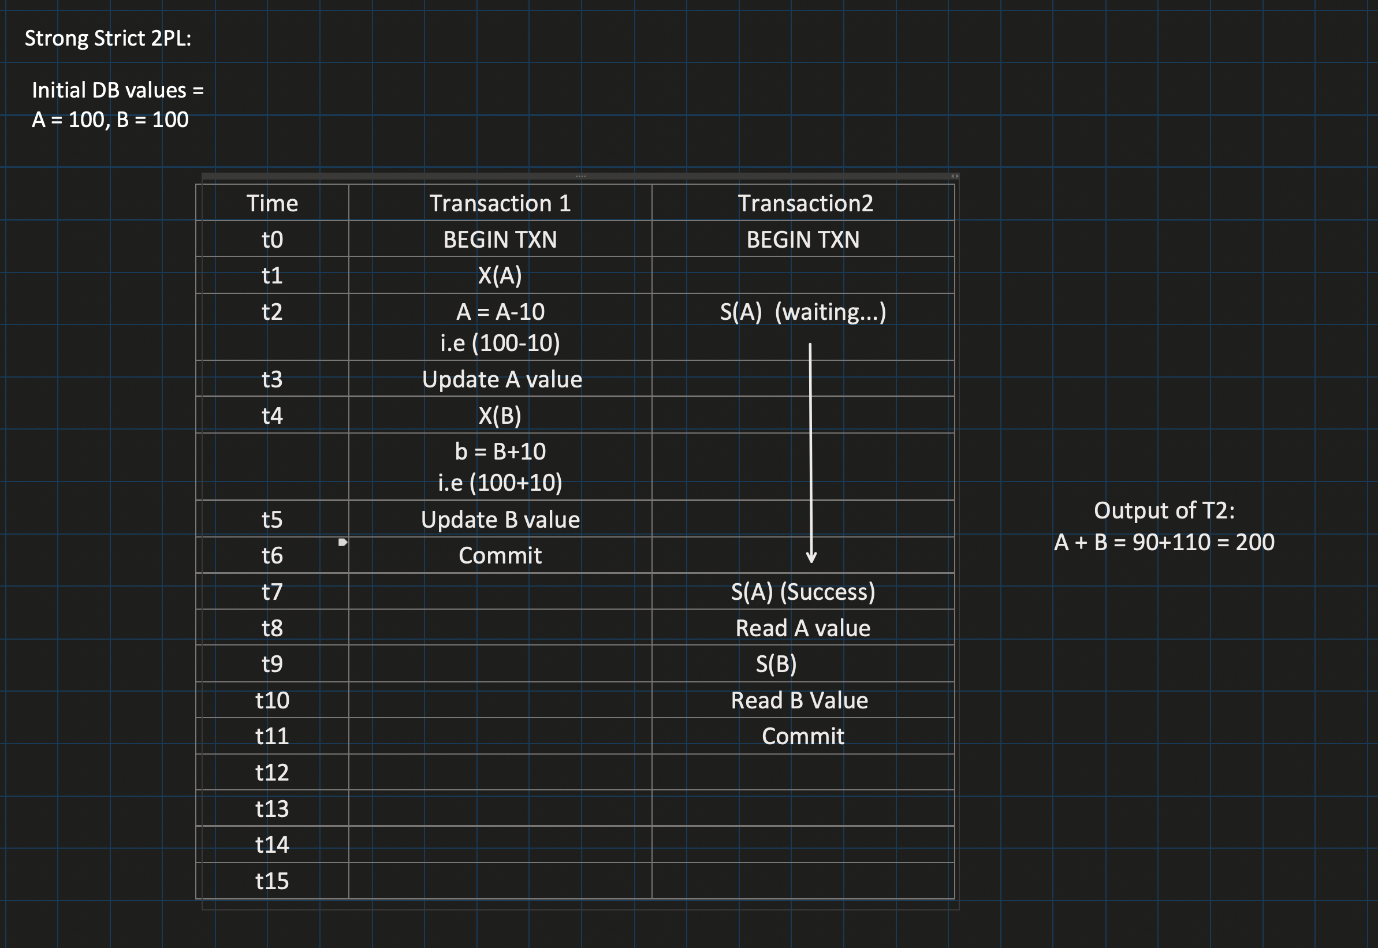 Strong Strict 2PL:
Initial DB values =
A = 100, B = 100
Time Transaction 1 Transaction2
t0 BEGIN TXN BEGIN TXN
t1 X(A)
t2 A = A-10 S(A) (waiting...)
i.e (100-10)
t3 Update A value
t4 X(B)
b = B+10
i.e (100+10)
t5 Update B value
t6 Commit
t7 S(A) (Success)
t8 Read A value
t9 S(B)
t10 Read B Value
t11 Commit
t12
t13
t14
t15
Output of T2:
A + B = 90+110 = 200